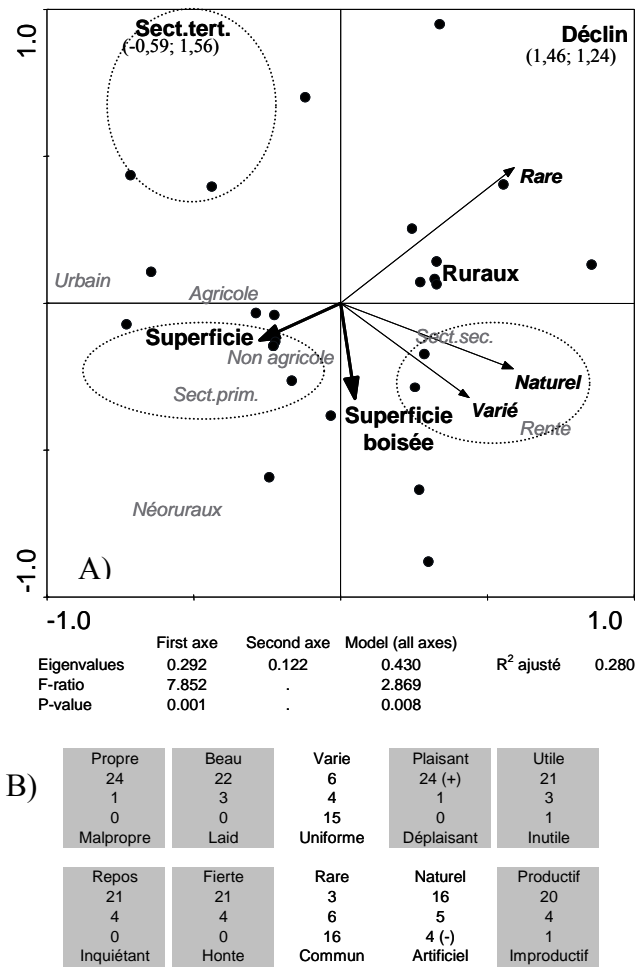 1.0
Sect.tert.
(-0,59; 1,56)
Déclin
(1,46; 1,24)
Rare
Ruraux
Urbain
Agricole
Superficie
Non agricole
Sect.sec.
Sect.prim.
Naturel
Varié
Superficie
boisée
Rente
Néoruraux
A)
-1.0
-1.0
1.0
First axe Second axe Model (all axes)
Eigenvalues 0.292 0.122 0.430 R² ajusté 0.280
F-ratio 7.852 . 2.869
P-value 0.001 . 0.008
B)
Propre Beau Varie Plaisant Utile
24 22 6 24 (+) 21
1 3 4 1 3
0 0 15 0 1
Malpropre Laid Uniforme Déplaisant Inutile
Repos Fierte Rare Naturel Productif
21 21 3 16 20
4 4 6 5 4
0 0 16 4 (-) 1
Inquiétant Honte Commun Artificiel Improductif